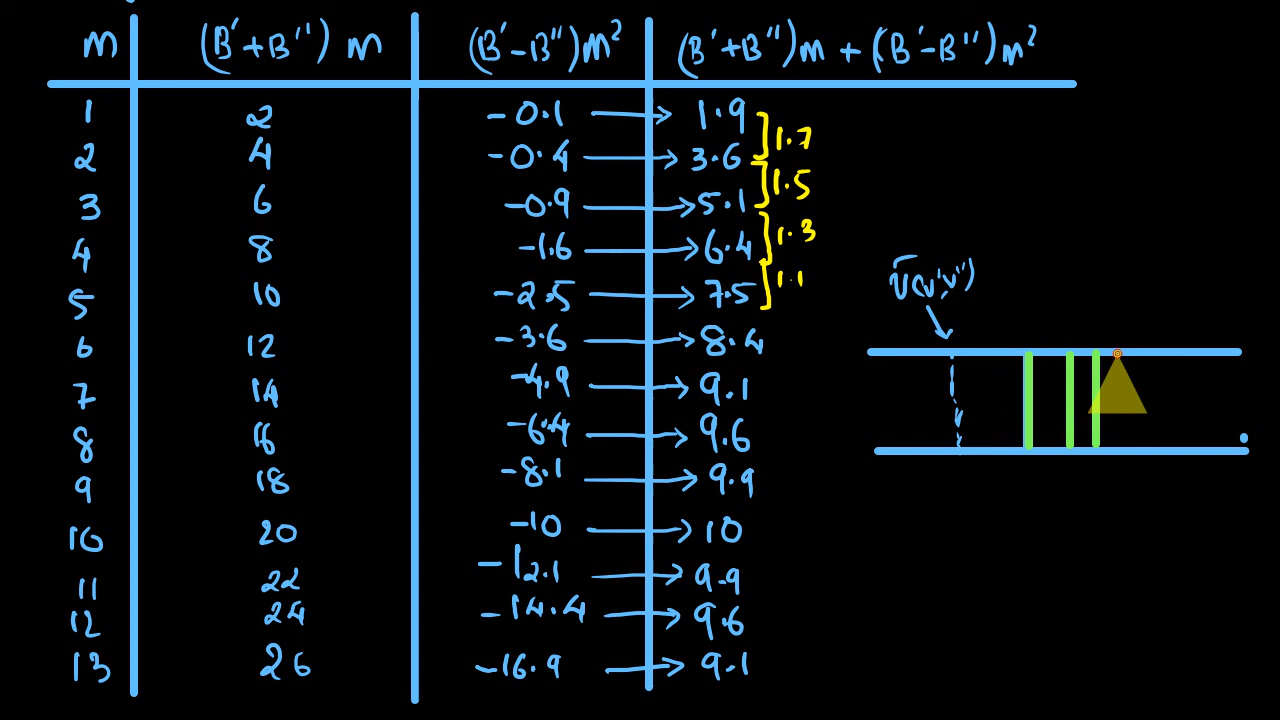 m (B′+B″) m (B′−B″)m² (B′+B″)m + (B′−B″)m²
1 2 −0.1 → 1.9
1.7
2 4 −0.4 → 3.6
1.5
3 6 −0.9 → 5.1
1.3
4 8 −1.6 → 6.4
1.1
5 10 −2.5 → 7.5
6 12 −3.6 → 8.4
7 14 −4.9 → 9.1
8 16 −6.4 → 9.6
9 18 −8.1 → 9.9
10 20 −10 → 10
11 22 −12.1 → 9.9
12 24 −14.4 → 9.6
13 26 −16.9 → 9.1
ν̅(v′,v″)